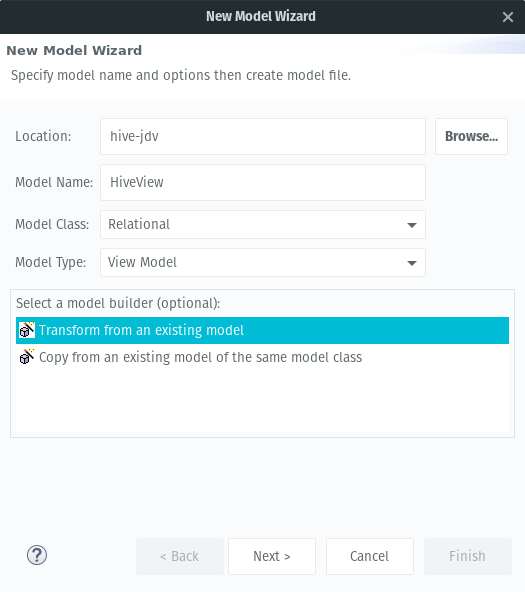 New Model Wizard
New Model Wizard
Specify model name and options then create model file.
Location: hive-jdv Browse...
Model Name: HiveView
Model Class: Relational
Model Type: View Model
Select a model builder (optional):
Transform from an existing model
Copy from an existing model of the same model class
? < Back Next > Cancel Finish